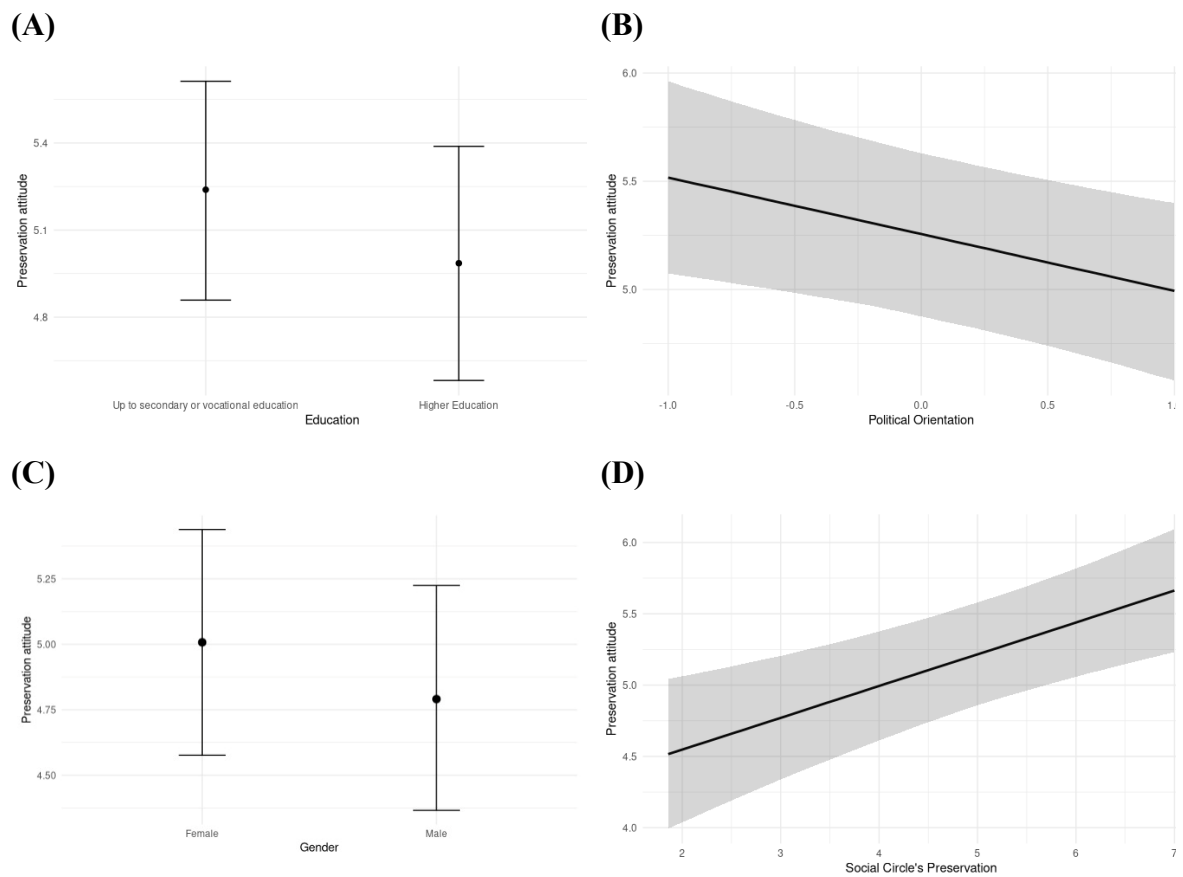 (A)
Preservation attitude
5.4
5.1
4.8
Up to secondary or vocational education
Higher Education
Education
(B)
Preservation attitude
6.0
5.5
5.0
-1.0
-0.5
0.0
0.5
1.
Political Orientation
(C)
Preservation attitude
5.25
5.00
4.75
4.50
Female
Male
Gender
(D)
Preservation attitude
6.0
5.5
5.0
4.5
4.0
2
3
4
5
6
7
Social Circle's Preservation